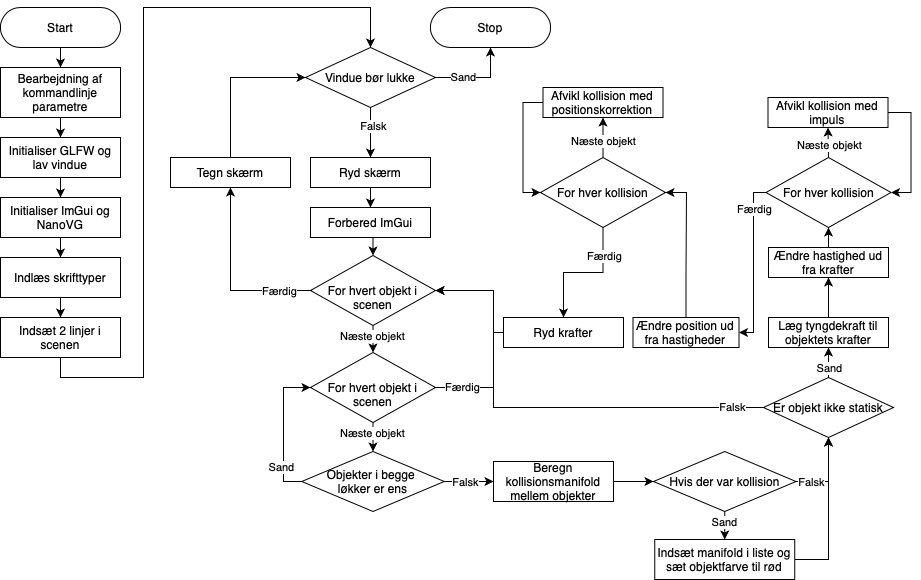 Start
Bearbejdning af
kommandlinje
parametre
Initialiser GLFW og
lav vindue
Initialiser ImGui og
NanoVG
Indlæs skrifttyper
Indsæt 2 linjer i
scenen
Vindue bør lukke
Sand
Stop
Falsk
Ryd skærm
Forbered ImGui
For hvert objekt i
scenen
Færdig
Tegn skærm
Næste objekt
For hvert objekt i
scenen
Færdig
Næste objekt
Objekter i begge
løkker er ens
Sand
Falsk
Beregn
kollisionsmanifold
mellem objekter
Hvis der var kollision
Falsk
Sand
Indsæt manifold i liste og
sæt objektfarve til rød
Er objekt ikke statisk
Falsk
Sand
Læg tyngdekraft til
objektets krafter
Ændre hastighed ud
fra krafter
For hver kollision
Næste objekt
Afvikl kollision med
impuls
Færdig
Ændre position ud
fra hastigheder
For hver kollision
Næste objekt
Afvikl kollision med
positionskorrektion
Færdig
Ryd krafter